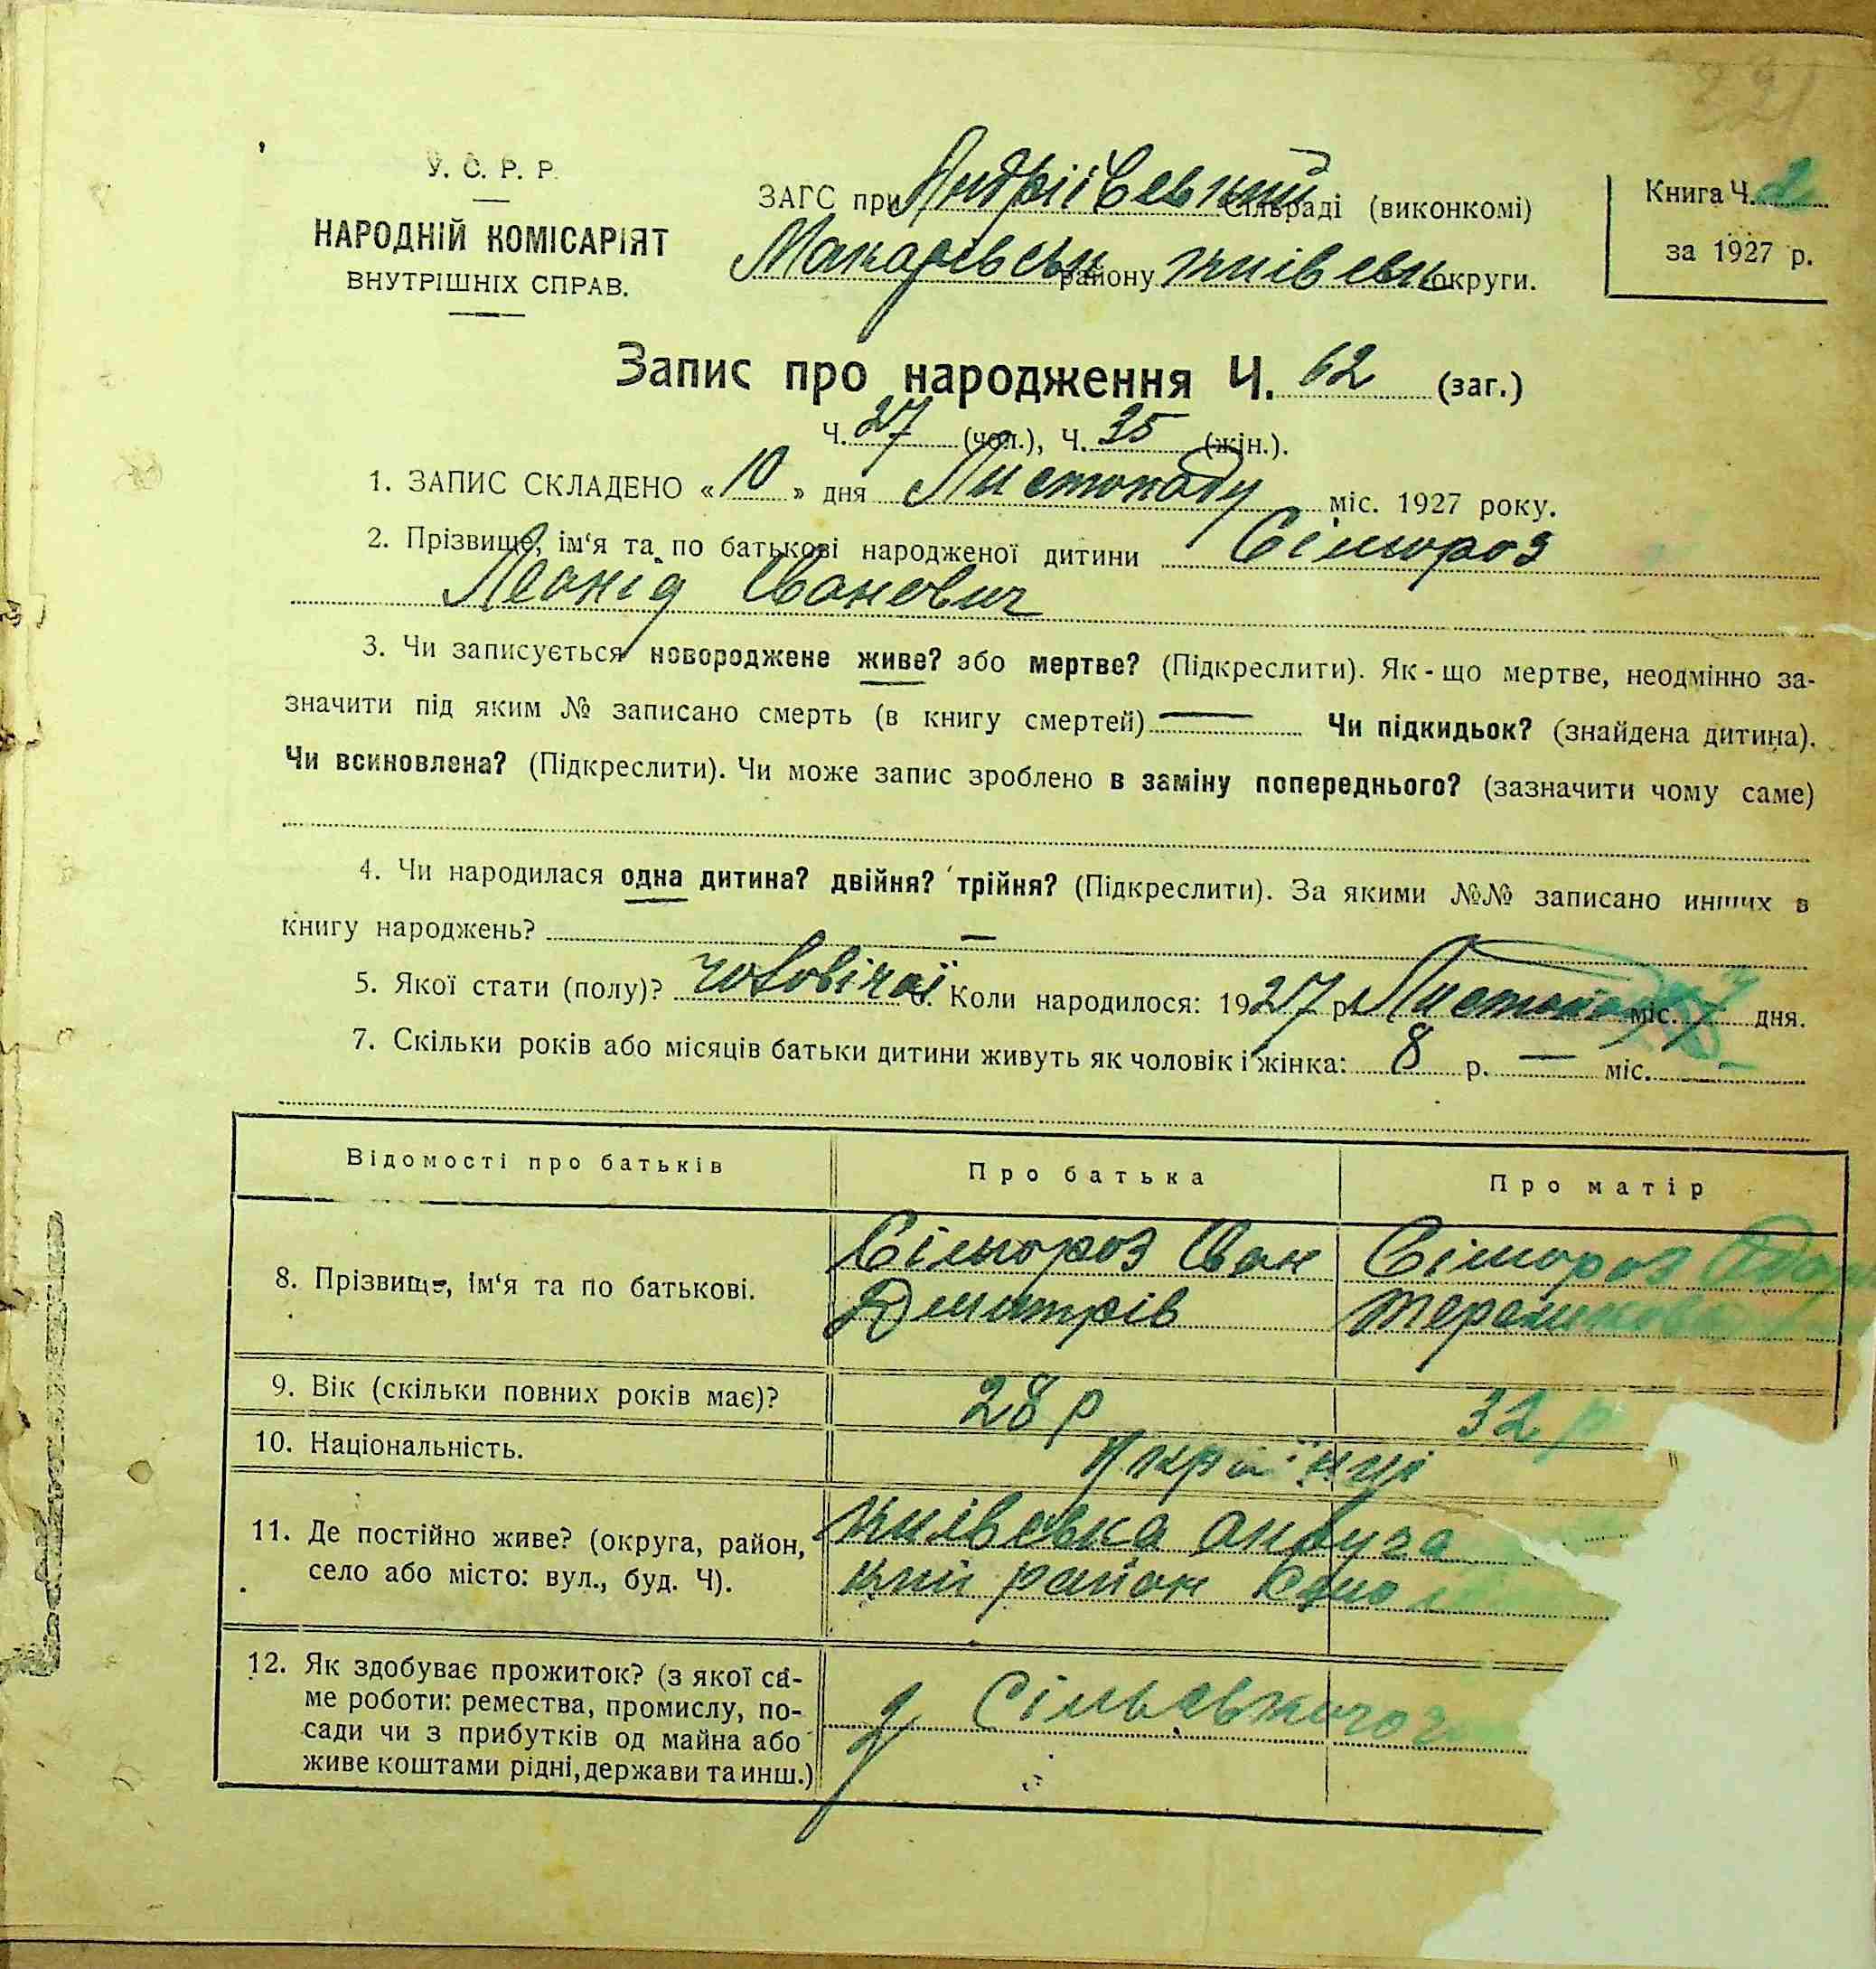 221
У. С. Р. Р.
НАРОДНІЙ КОМІСАРІЯТ
ВНУТРІШНІХ СПРАВ.
ЗАГС при Андріївський Сільраді (виконкомі)
Макарівськ району Київськ округи.
Книга Ч. 2
за 1927 р.
Запис про народження Ч. 62 (заг.)
Ч. 27 (чол.), Ч. 35 (жін.).
1. ЗАПИС СКЛАДЕНО « 10 » дня Листопаду міс. 1927 року.
2. Прізвище, ім‘я та по батькові народженої дитини Сімороз
Леонід Іванович
3. Чи записується новороджене живе? або мертве? (Підкреслити). Як - що мертве, неодмінно за-
значити під яким № записано смерть (в книгу смертей) — Чи підкидьок? (знайдена дитина).
Чи всиновлена? (Підкреслити). Чи може запис зроблено в заміну попереднього? (зазначити чому саме)
4. Чи народилася одна дитина? двійня? трійня? (Підкреслити). За якими №№ записано инших в
книгу народжень? —
5. Якої стати (полу)? чоловічої. Коли народилося: 1927 р. Листопаду міс. 7 дня.
7. Скільки років або місяців батьки дитини живуть як чоловік і жінка: 8 р. — міс.
Відомості про батьків Про батька Про матір
8. Прізвище, ім‘я та по батькові. Сімороз Іван Сімороз
Дмитрів
9. Вік (скільки повних років має)? 28 р 32 р
10. Національність. Українці
11. Де постійно живе? (округа, район,
село або місто: вул., буд. Ч). кий район село
12. Як здобуває прожиток? (з якої са-
ме роботи: ремества, промислу, по-
сади чи з прибутків од майна або
живе коштами рідні, держави та инш.) З Сільського